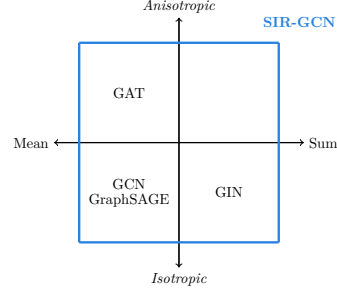 Anisotropic
SIR-GCN
GAT
Mean
Sum
GCN
GraphSAGE
GIN
Isotropic